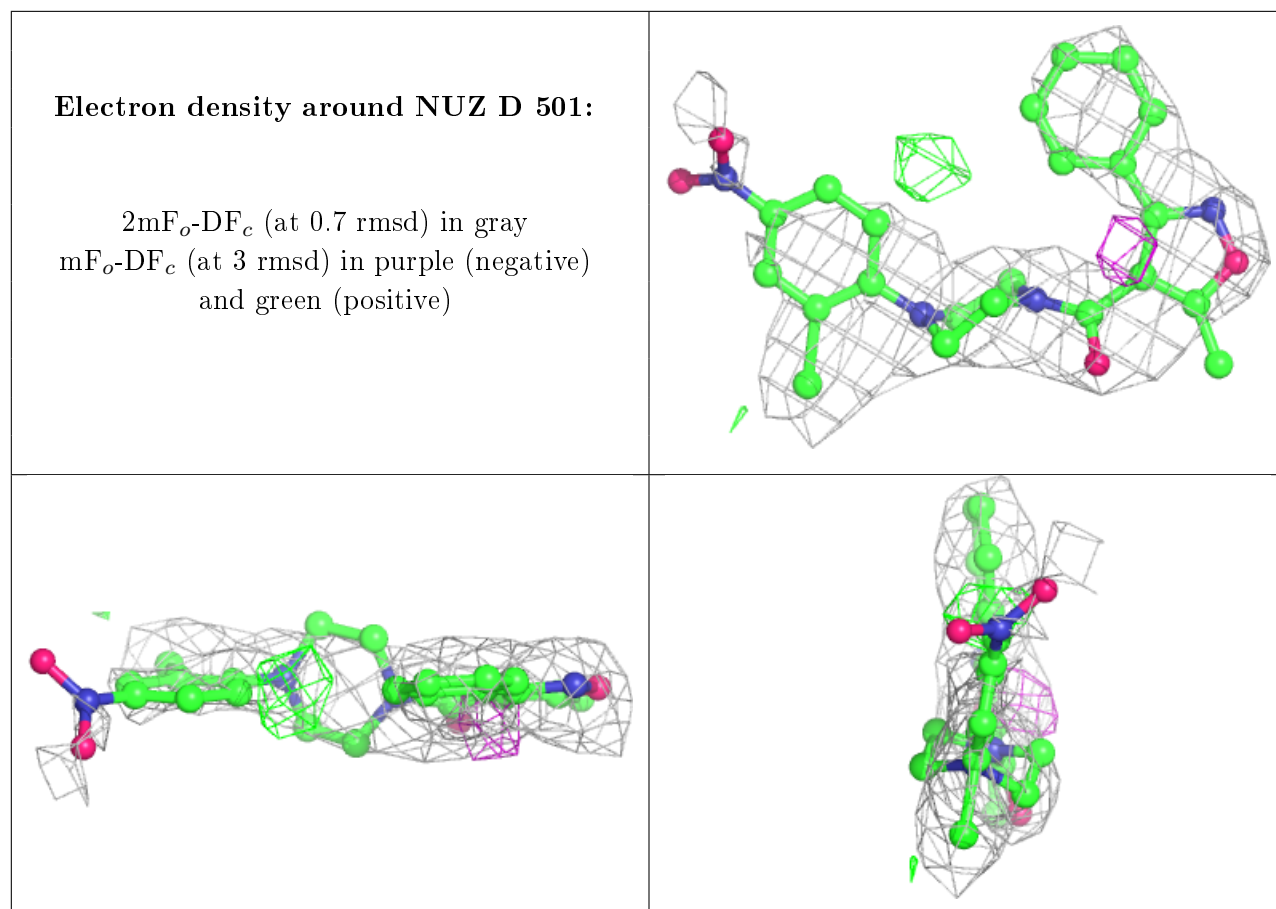 Electron density around NUZ D 501:
2mFo-DFc (at 0.7 rmsd) in gray
mFo-DFc (at 3 rmsd) in purple (negative)
and green (positive)